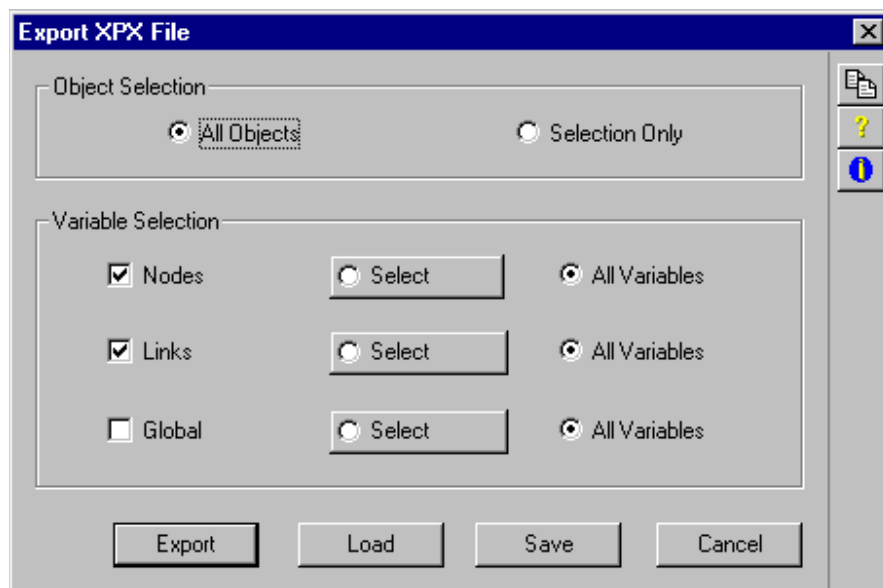 Export XPX File
Object Selection
All Objects
Selection Only
Variable Selection
Nodes
Select
All Variables
Links
Select
All Variables
Global
Select
All Variables
Export
Load
Save
Cancel
?
i